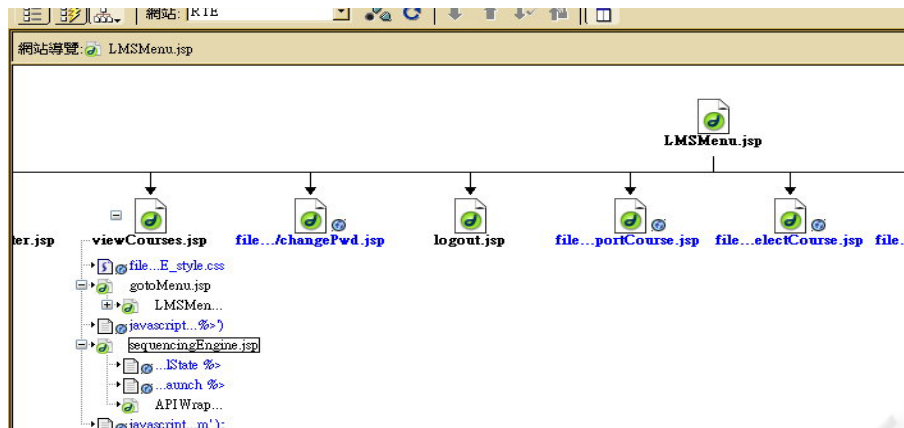 網站: RTE
網站導覽: LMSMenu.jsp
LMSMenu.jsp
ter.jsp viewCourses.jsp file.../changePwd.jsp logout.jsp file...portCourse.jsp file...electCourse.jsp file.
file...E_style.css
gotoMenu.jsp
LMSMen...
javascript...%>')
sequencingEngine.jsp
...lState %>
...aunch %>
APIWrap...
javascript...m');